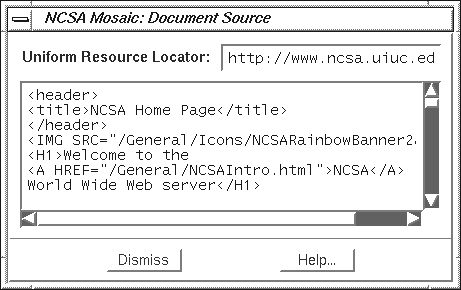 NCSA Mosaic: Document Source
Uniform Resource Locator: http://www.ncsa.uiuc.ed
<header>
<title>NCSA Home Page</title>
</header>
<IMG SRC="/General/Icons/NCSARainbowBanner2.
<H1>Welcome to the
<A HREF="/General/NCSAIntro.html">NCSA</A>
World Wide Web server</H1>
Dismiss Help...